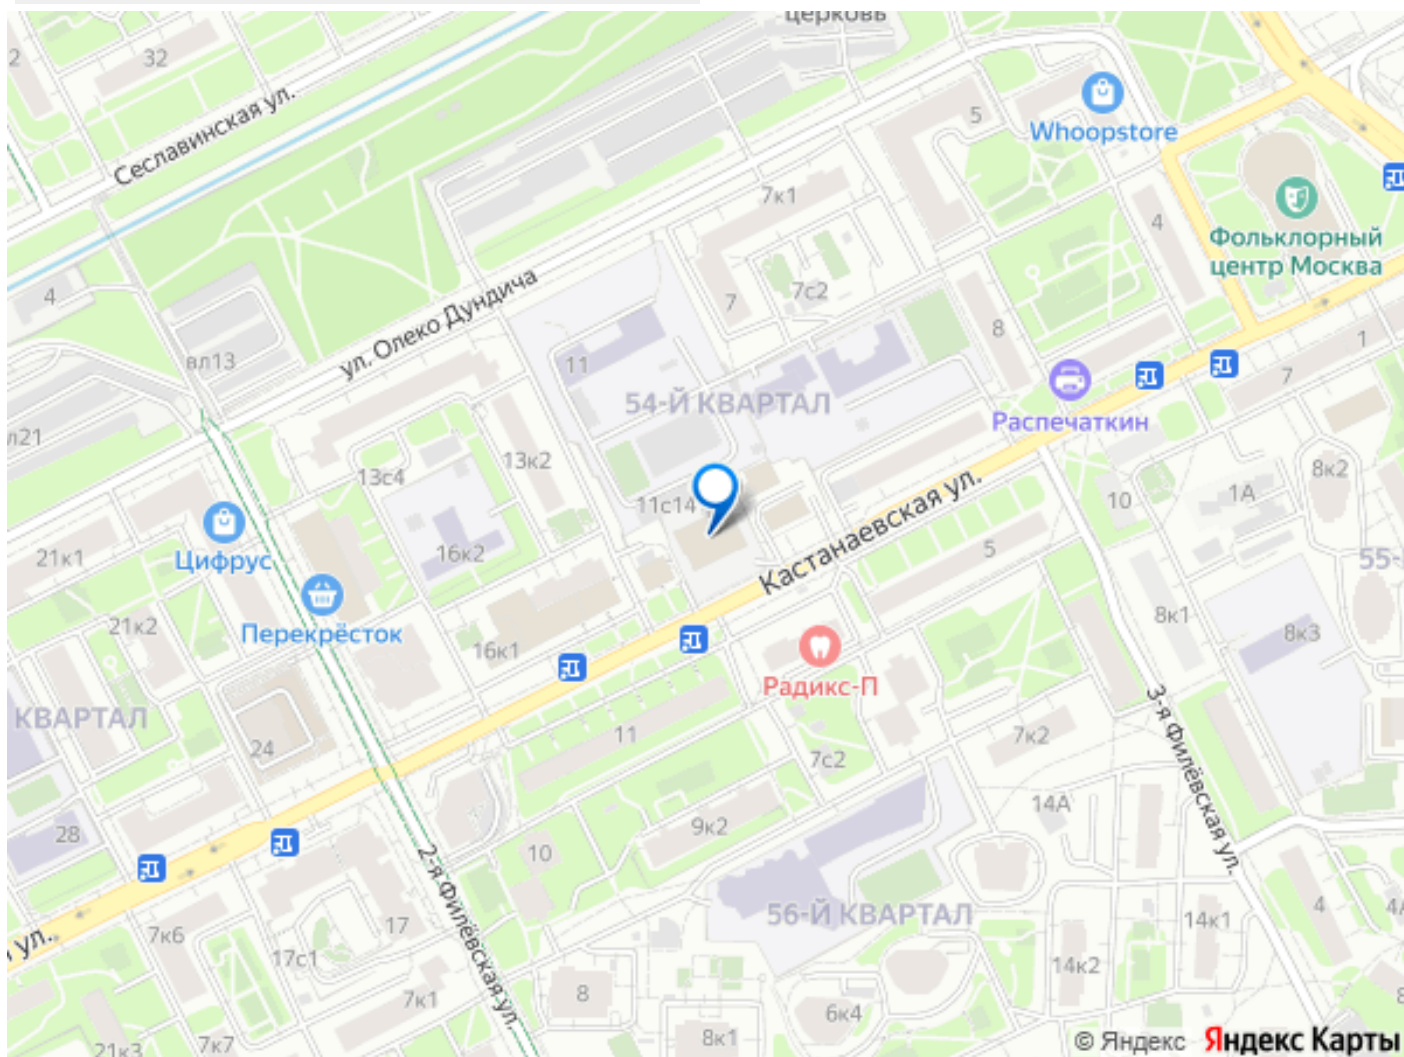 церковь
2
32
Сеславинская ул.
5
Whoopstore
7к1
4
Фольклорный
центр Москва
4
7
7с2
ул. Олеко Дундича
8
1
вл13
11
7
54-Й КВАРТАЛ
Распечаткин
л21
13с4
13к2
8к2
11с14
1А
10
Кастанаевская ул.
21к1
Цифрус
16к2
5
55-
Перекрёсток
21к2
8к1
8к3
16к1
Радикс-П
3-я Филёвская ул.
КВАРТАЛ
24
11
7с2
7к2
14А
28
9к2
10
2-я Филёвская ул.
4
4А
56-Й КВАРТАЛ
17
14к1
ул.
7к6
17с1
14к2
7к1
8
6к4
8к1
7к7
21к3
© Яндекс Яндекс Карты